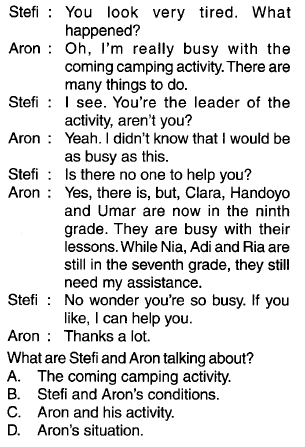 Stefi : You look very tired. What
happened?
Aron : Oh, I'm really busy with the
coming camping activity. There are
many things to do.
Stefi : I see. You're the leader of the
activity, aren't you?
Aron : Yeah. I didn't know that I would be
as busy as this.
Stefi : Is there no one to help you?
Aron : Yes, there is, but, Clara, Handoyo
and Umar are now in the ninth
grade. They are busy with their
lessons. While Nia, Adi and Ria are
still in the seventh grade, they still
need my assistance.
Stefi : No wonder you're so busy. If you
like, I can help you.
Aron : Thanks a lot.
What are Stefi and Aron talking about?
A. The coming camping activity.
B. Stefi and Aron's conditions.
C. Aron and his activity.
D. Aron's situation.